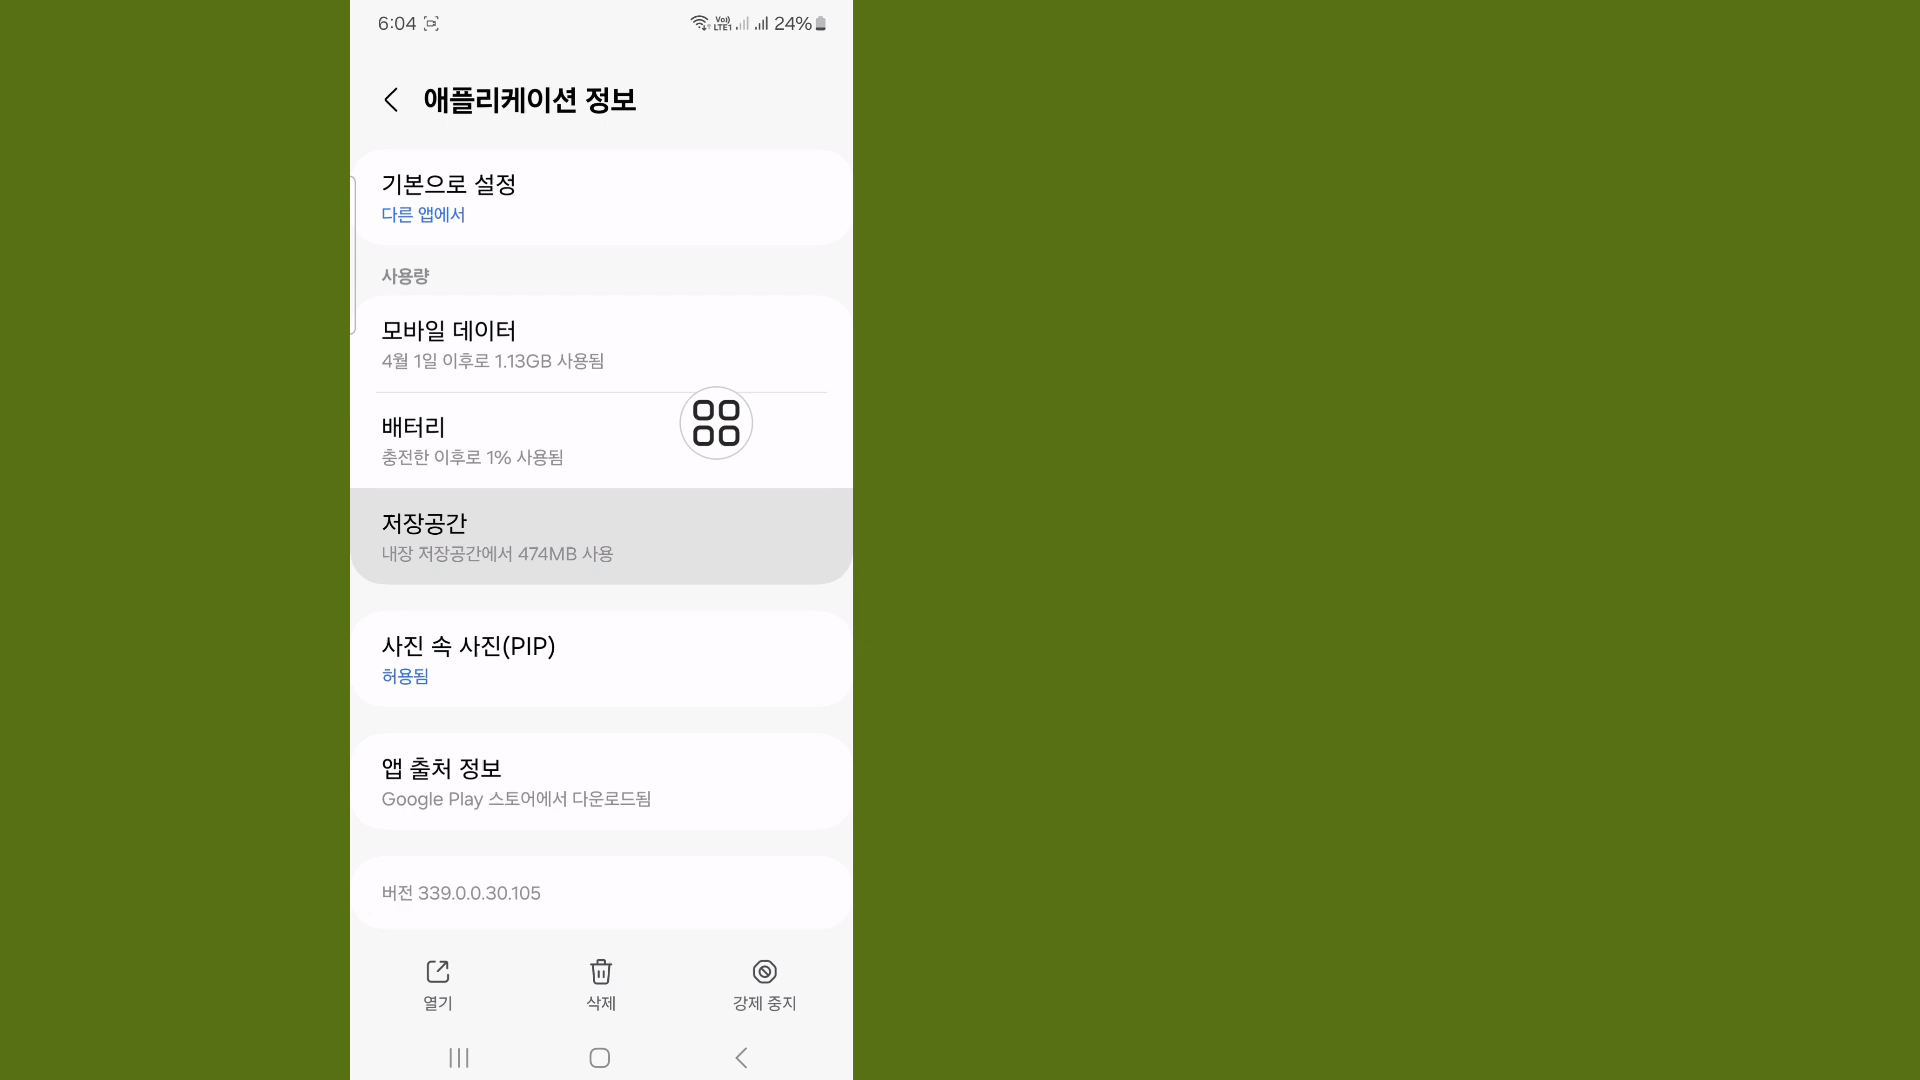 6:04
Vo)) LTE1 24%
애플리케이션 정보
기본으로 설정
다른 앱에서
사용량
모바일 데이터
4월 1일 이후로 1.13GB 사용됨
배터리
충전한 이후로 1% 사용됨
저장공간
내장 저장공간에서 474MB 사용
사진 속 사진(PIP)
허용됨
앱 출처 정보
Google Play 스토어에서 다운로드됨
버전 339.0.0.30.105
열기
삭제
강제 중지